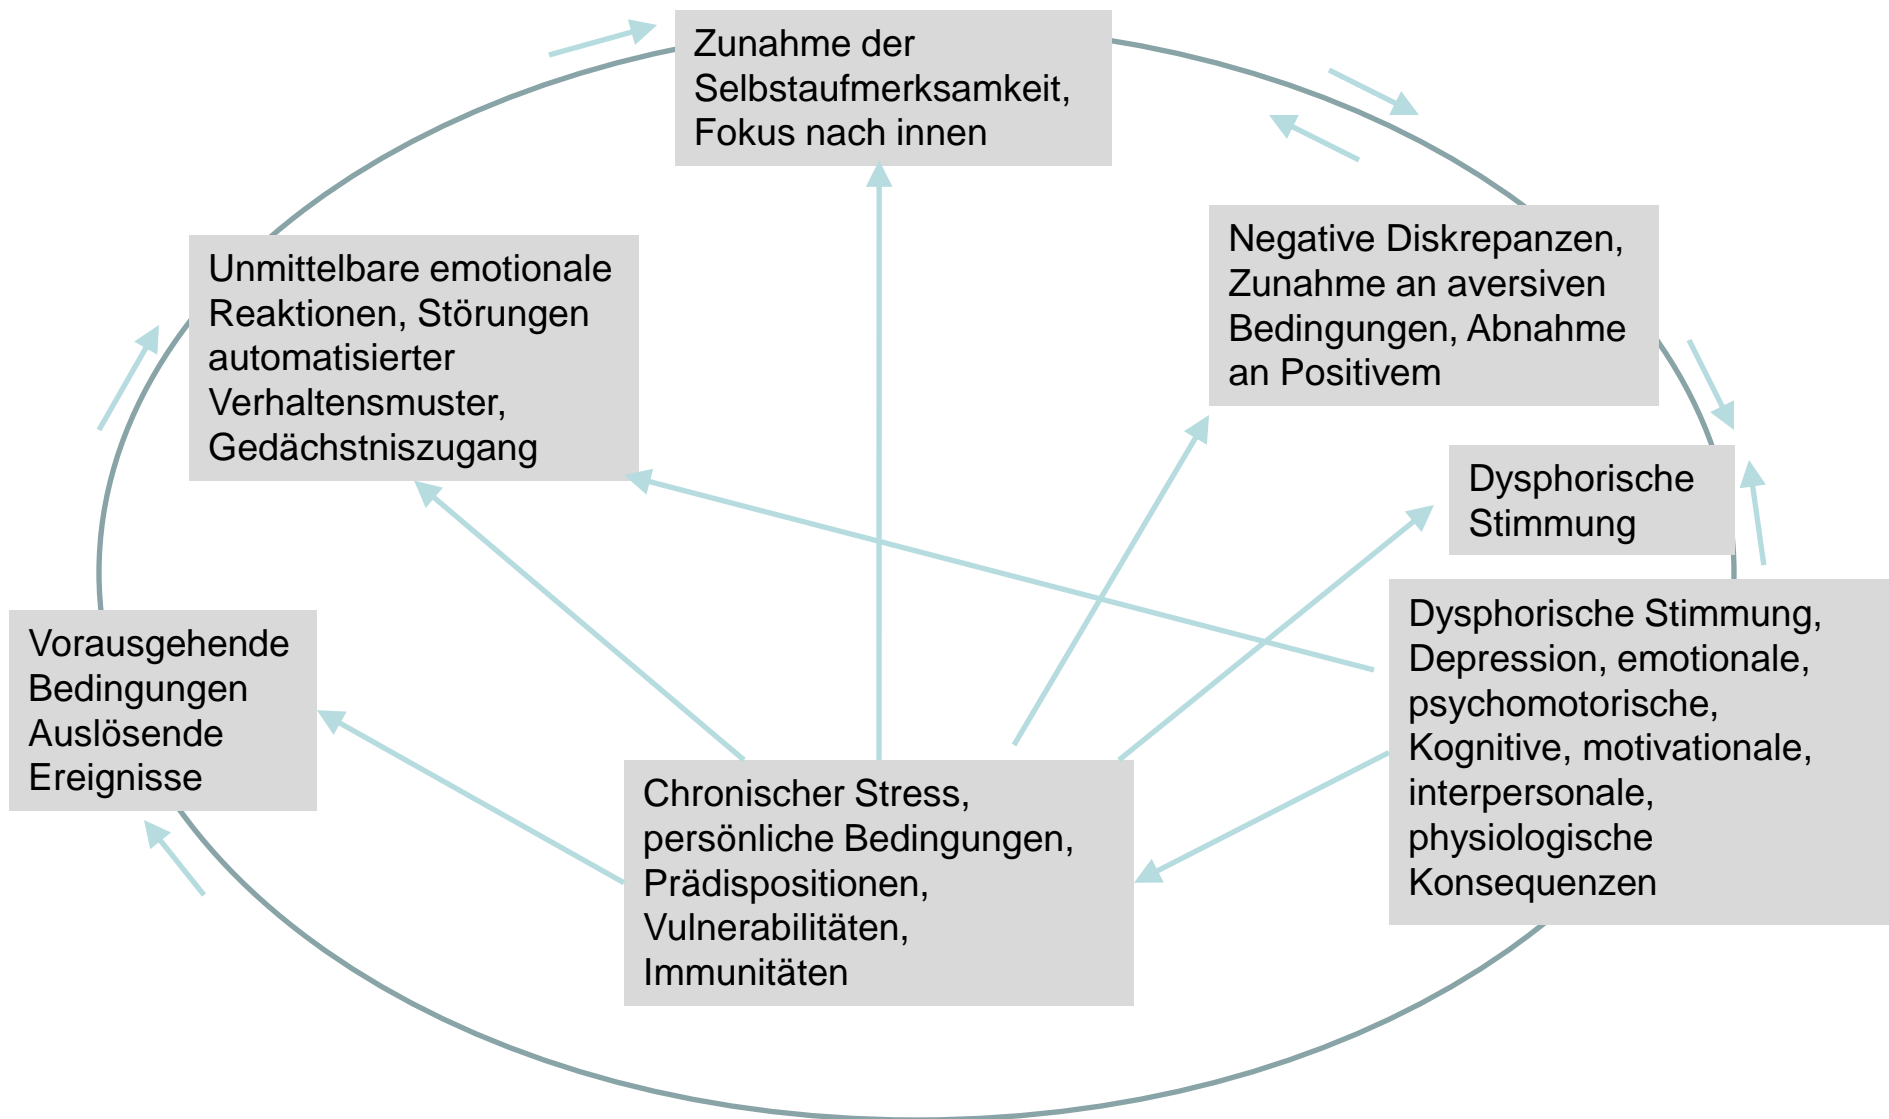 Zunahme der
Selbstaufmerksamkeit,
Fokus nach innen
Unmittelbare emotionale
Reaktionen, Störungen
automatisierter
Verhaltensmuster,
Gedächstniszugang
Negative Diskrepanzen,
Zunahme an aversiven
Bedingungen, Abnahme
an Positivem
Dysphorische
Stimmung
Vorausgehende
Bedingungen
Auslösende
Ereignisse
Chronischer Stress,
persönliche Bedingungen,
Prädispositionen,
Vulnerabilitäten,
Immunitäten
Dysphorische Stimmung,
Depression, emotionale,
psychomotorische,
Kognitive, motivationale,
interpersonale,
physiologische
Konsequenzen